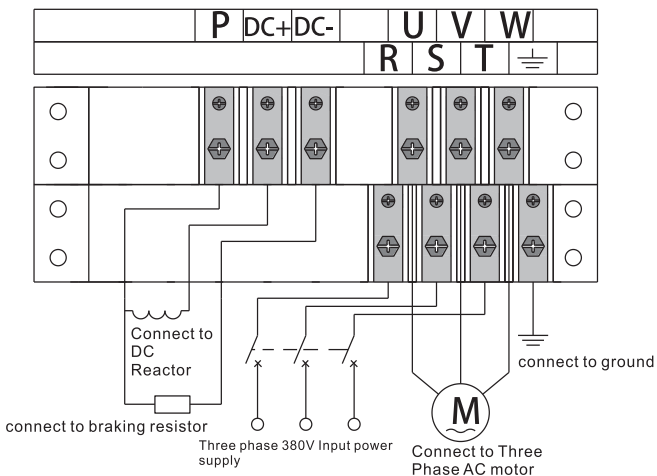 P DC+ DC- U V W
R S T
Connect to
DC
Reactor
connect to ground
connect to braking resistor
Three phase 380V Input power
supply
M
Connect to Three
Phase AC motor